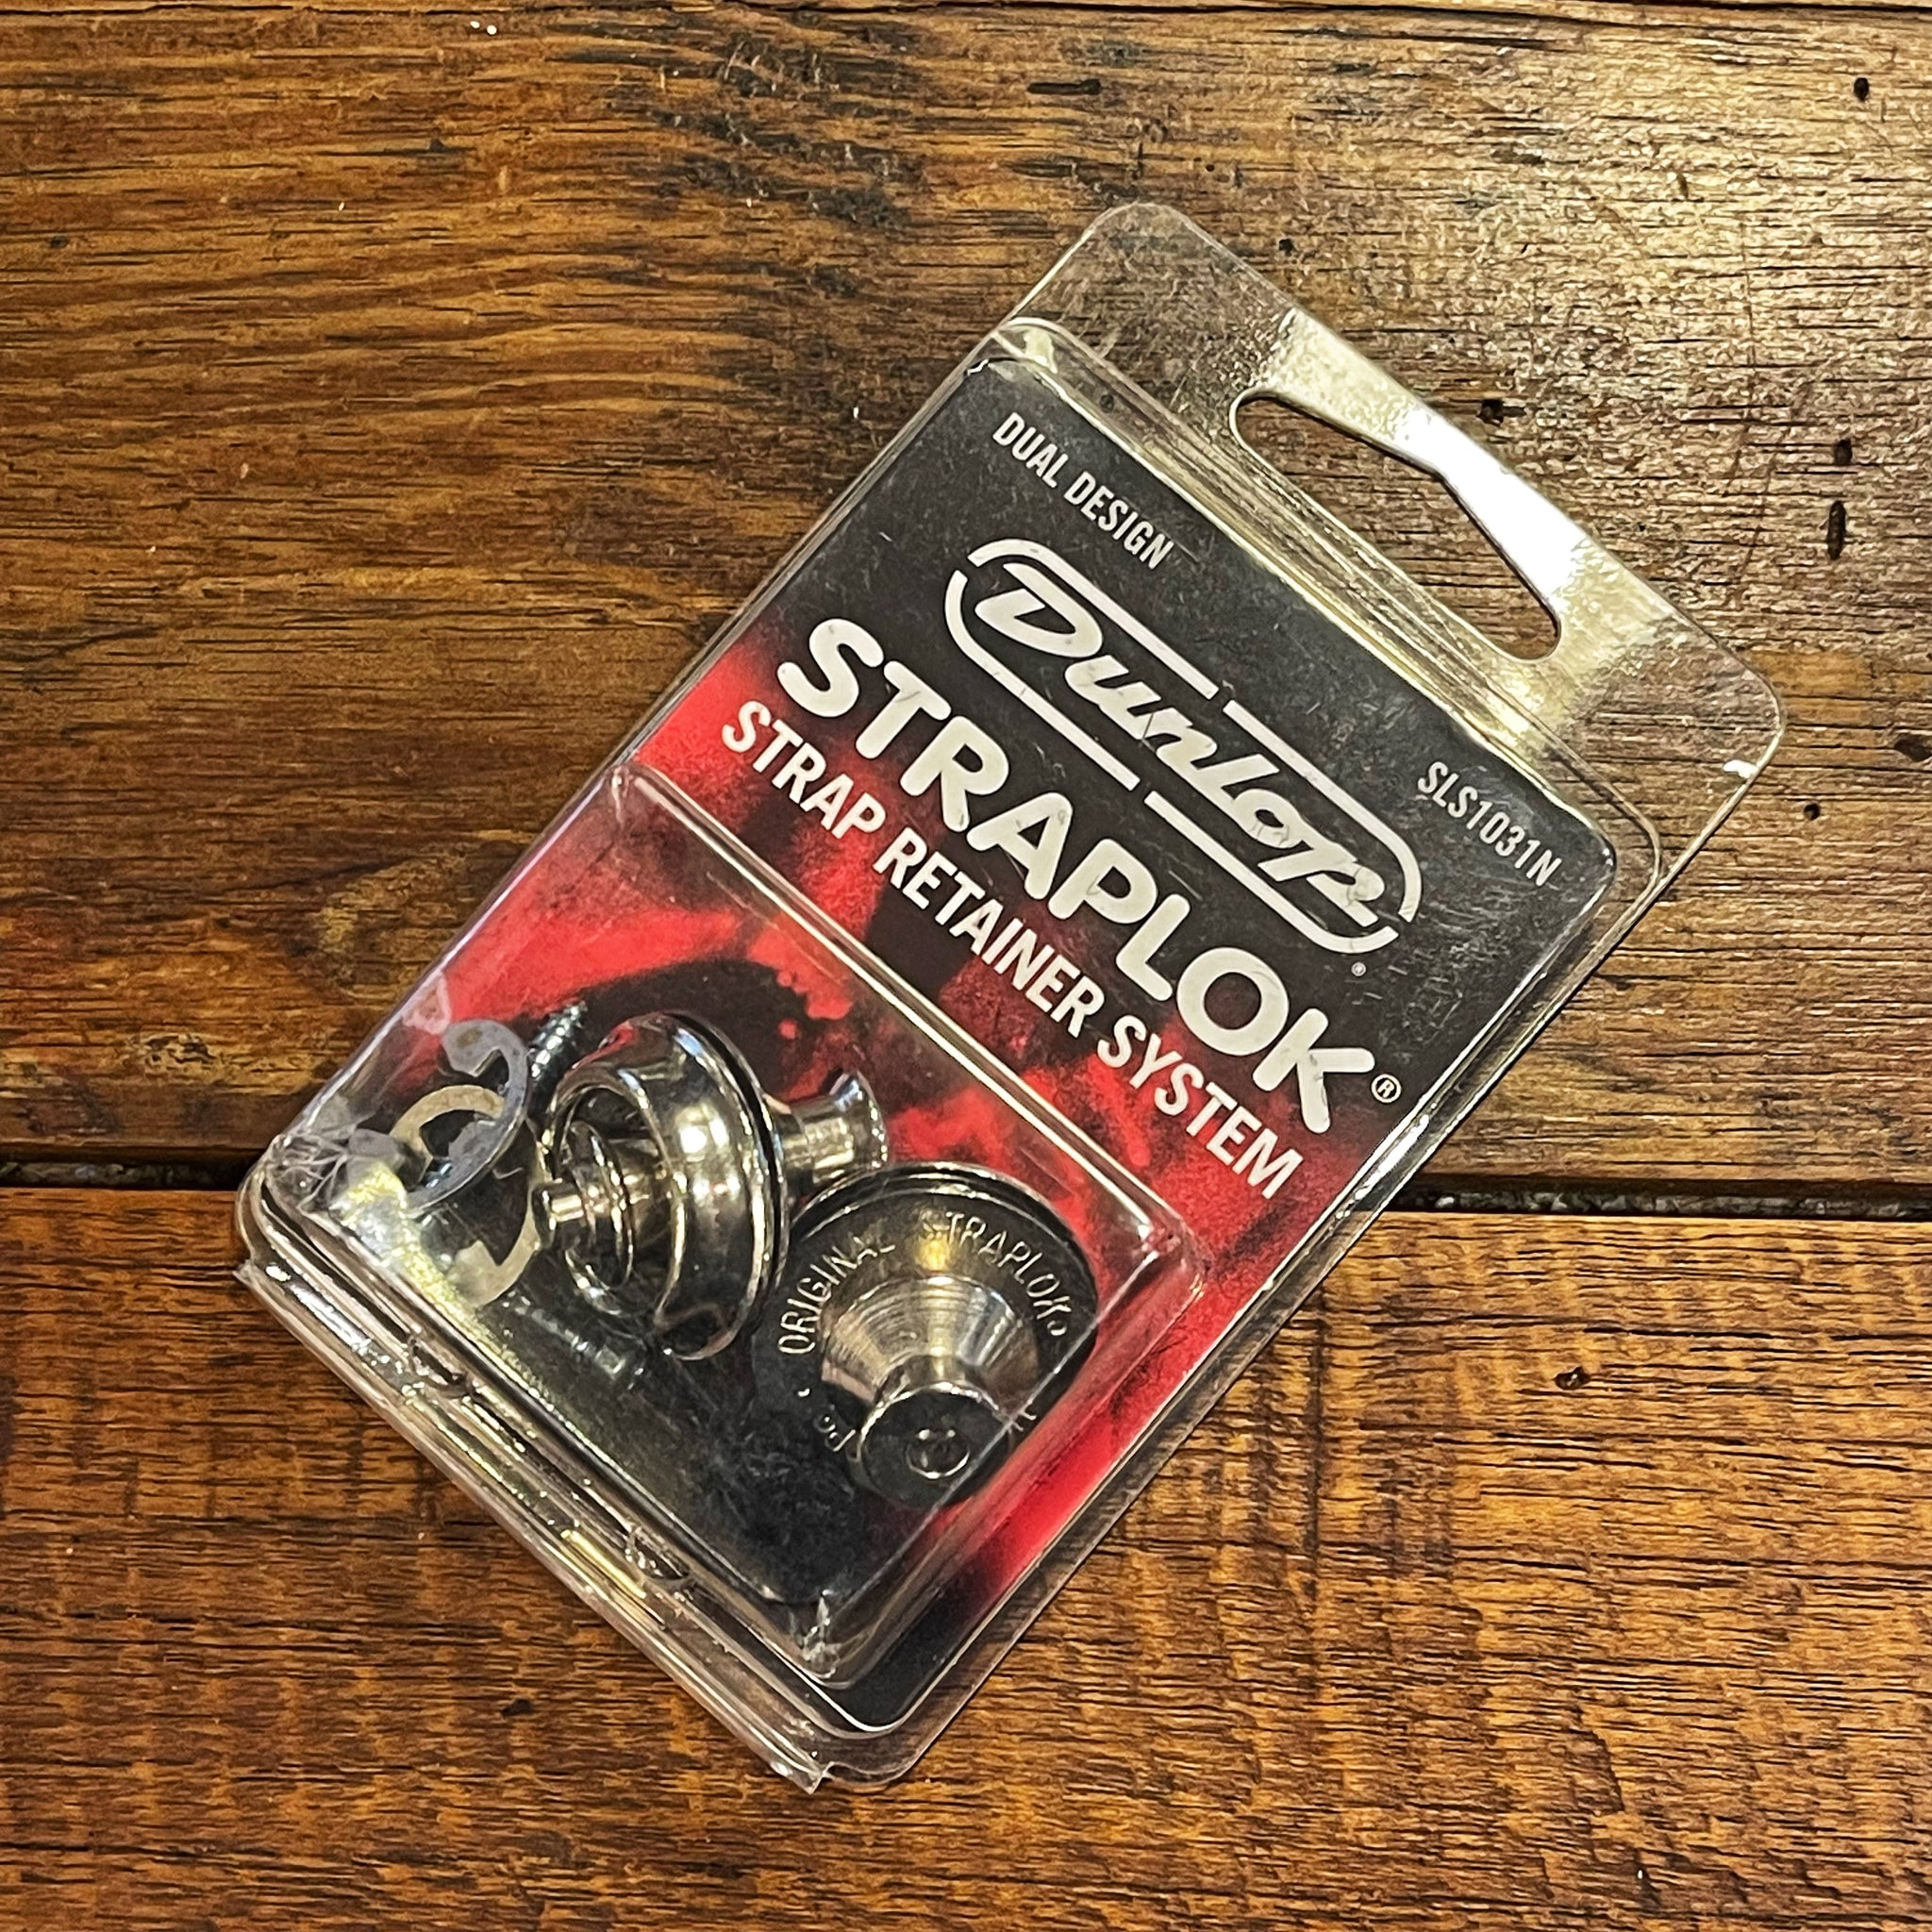 DUAL DESIGN
SLS1031N
Dunlop®
STRAPLOK®
STRAP RETAINER SYSTEM
ORIGINAL STRAPLOKS